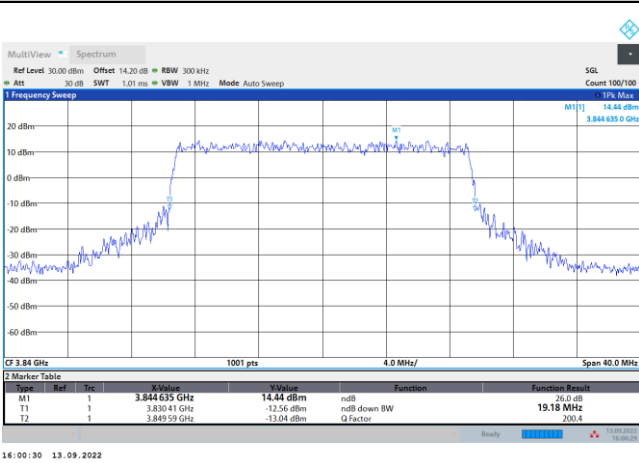 MultiView Spectrum
Ref Level 30.00 dBm Offset 14.20 dB RBW 300 kHz SGL
Att 30 dB SWT 1.01 ms VBW 1 MHz Mode Auto Sweep Count 100/100
1 Frequency Sweep 1Pk Max
M1[1] 14.44 dBm
3.844 635 0 GHz
20 dBm
M1
10 dBm
0 dBm
-10 dBm
-20 dBm
-30 dBm
-40 dBm
-50 dBm
-60 dBm
CF 3.84 GHz 1001 pts 4.0 MHz/ Span 40.0 MHz
2 Marker Table
Type Ref Trc X-Value Y-Value Function Function Result
M1 1 3.844 635 GHz 14.44 dBm ndB 26.0 dB
T1 1 3.830 41 GHz -12.56 dBm ndB down BW 19.18 MHz
T2 1 3.849 59 GHz -13.04 dBm Q Factor 200.4
Ready 13.09.2022
16:00:29
16:00:30 13.09.2022